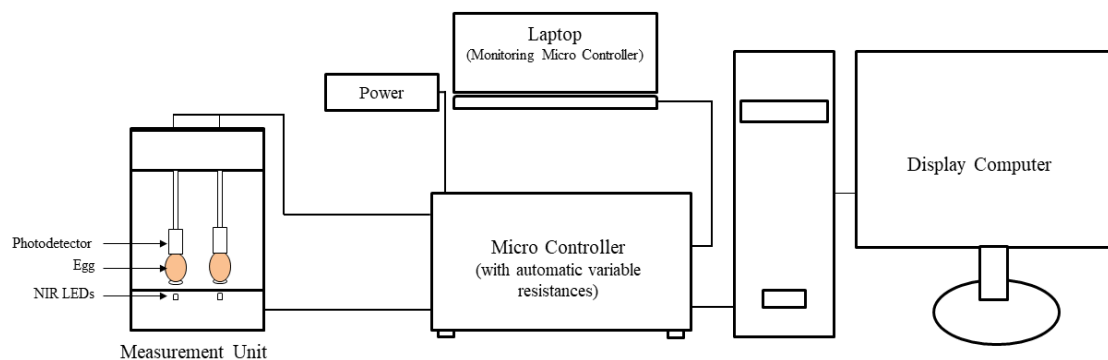 Laptop
(Monitoring Micro Controller)
Power
Display Computer
Photodetector
Egg
NIR LEDs
Micro Controller
(with automatic variable
resistances)
Measurement Unit